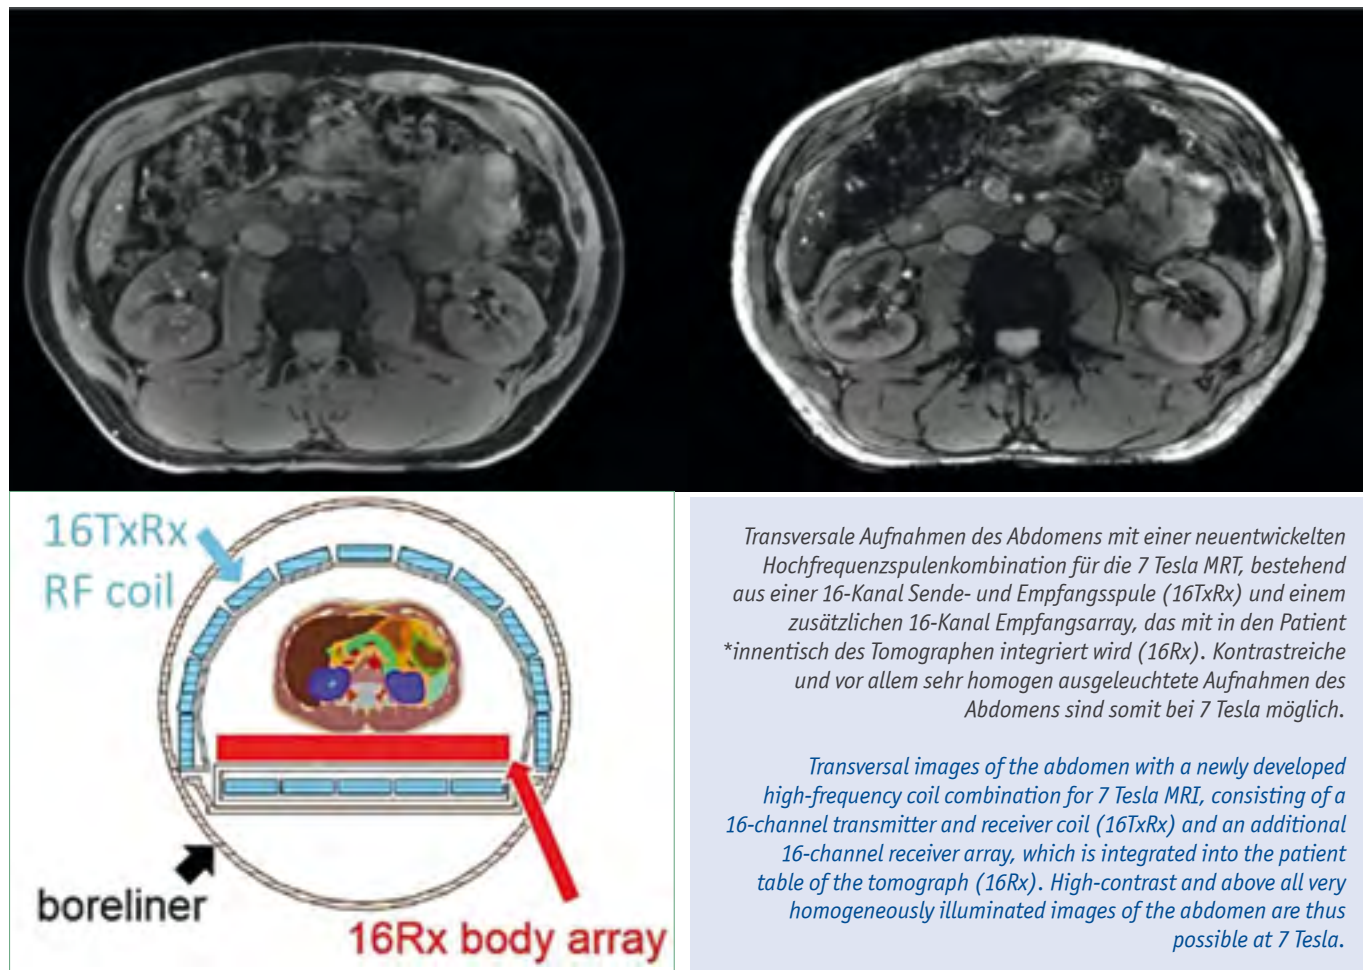 16TxRx
RF coil
boreliner
16Rx body array
Transversale Aufnahmen des Abdomens mit einer neuentwickelten
Hochfrequenzspulenkombination für die 7 Tesla MRT, bestehend
aus einer 16-Kanal Sende- und Empfangsspule (16TxRx) und einem
zusätzlichen 16-Kanal Empfangsarray, das mit in den Patient
*innentisch des Tomographen integriert wird (16Rx). Kontrastreiche
und vor allem sehr homogen ausgeleuchtete Aufnahmen des
Abdomens sind somit bei 7 Tesla möglich.
Transversal images of the abdomen with a newly developed
high-frequency coil combination for 7 Tesla MRI, consisting of a
16-channel transmitter and receiver coil (16TxRx) and an additional
16-channel receiver array, which is integrated into the patient
table of the tomograph (16Rx). High-contrast and above all very
homogeneously illuminated images of the abdomen are thus
possible at 7 Tesla.